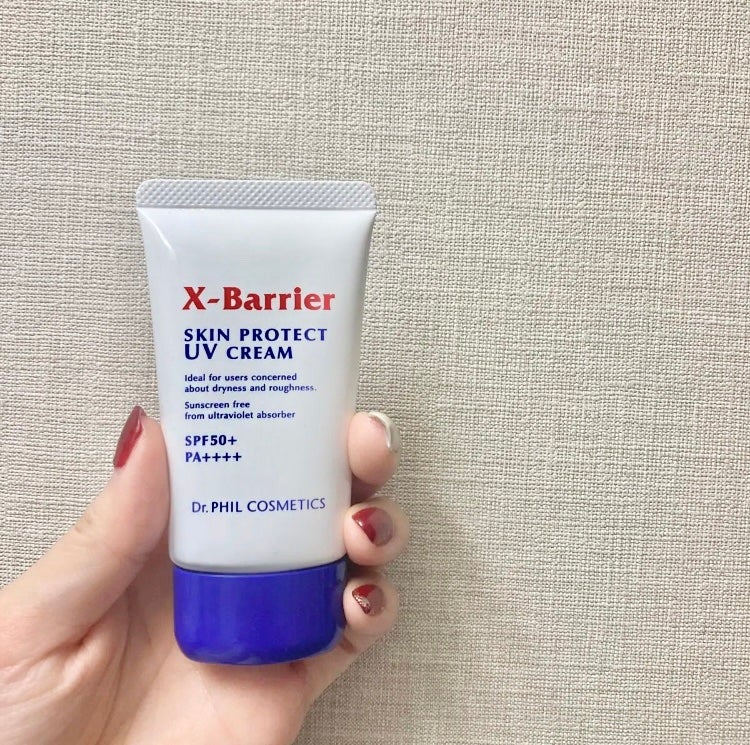 X-Barrier
SKIN PROTECT
UV CREAM
Ideal for users concerned
about dryness and roughness.
Sunscreen free
from ultraviolet absorber
SPF50+
PA++++
Dr.PHIL COSMETICS